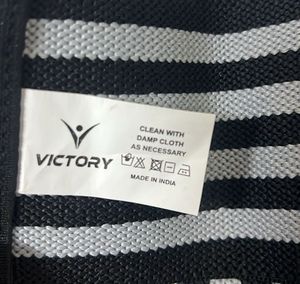 VICTORY
CLEAN WITH
DAMP CLOTH
AS NECESSARY
MADE IN INDIA